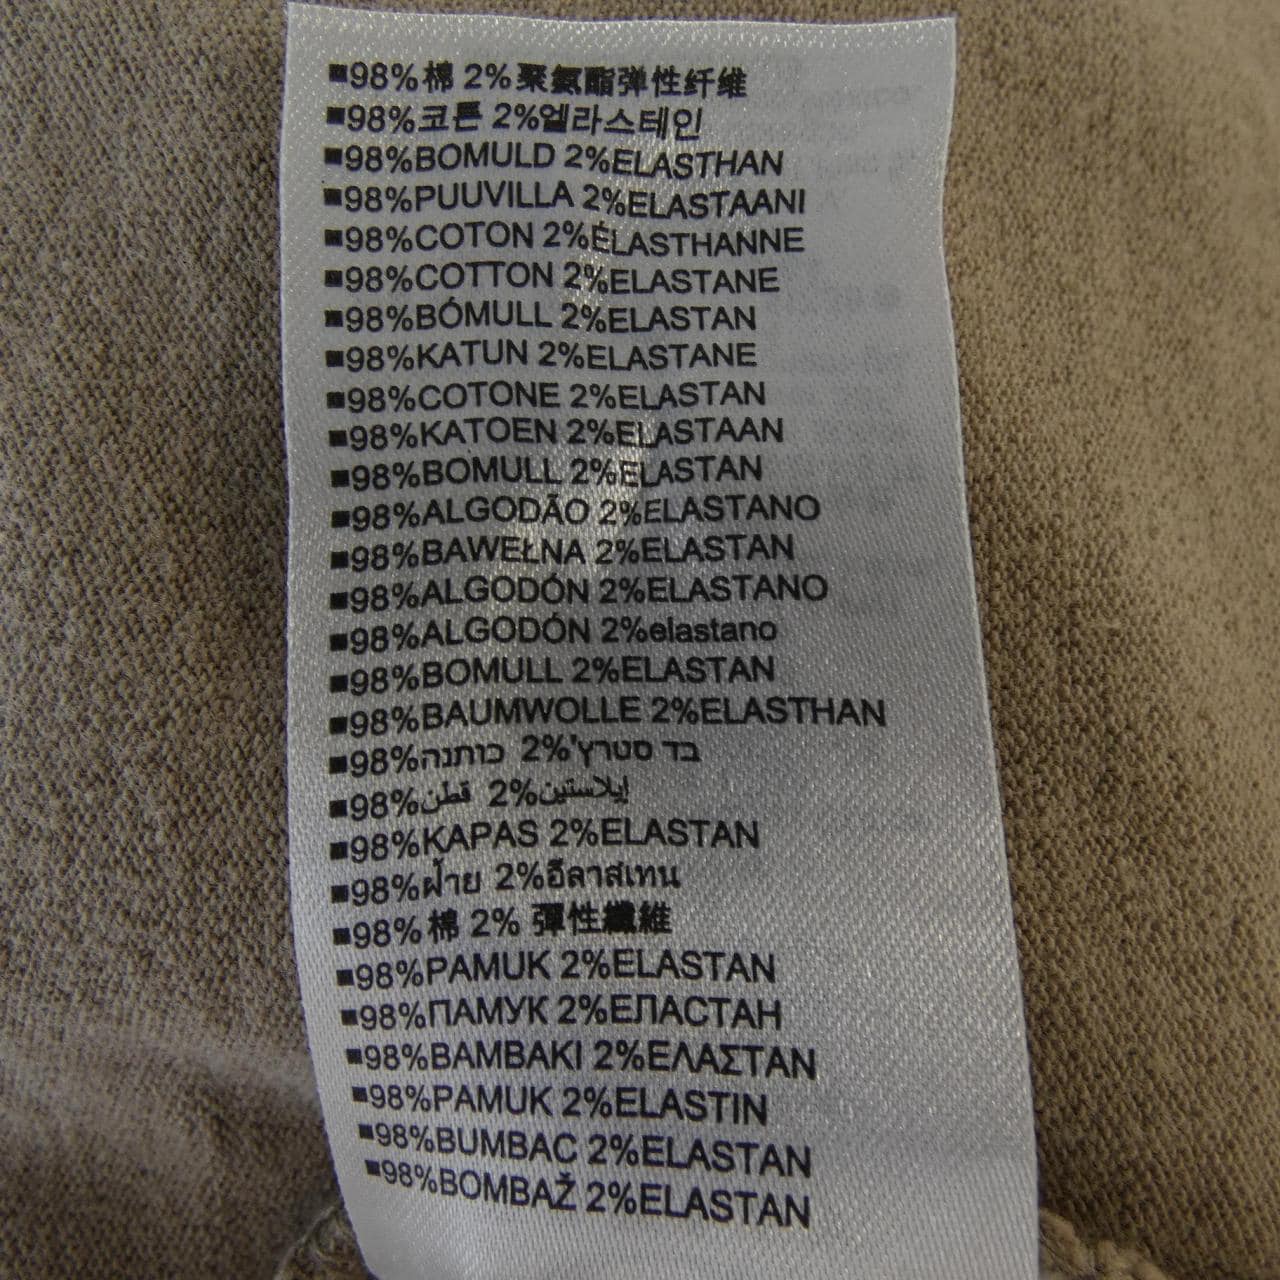 ■98%棉 2%聚氨酯弹性纤维
■98%코튼 2%엘라스테인
■98%BOMULD 2%ELASTHAN
■98%PUUVILLA 2%ELASTAANI
■98%COTON 2%ÉLASTHANNE
■98%COTTON 2%ELASTANE
■98%BÓMULL 2%ELASTAN
■98%KATUN 2%ELASTANE
■98%COTONE 2%ELASTAN
■98%KATOEN 2%ELASTAAN
■98%BOMULL 2%ELASTAN
■98%ALGODÃO 2%ELASTANO
■98%BAWEŁNA 2%ELASTAN
■98%ALGODÓN 2%ELASTANO
■98%ALGODÓN 2%elastano
■98%BOMULL 2%ELASTAN
■98%BAUMWOLLE 2%ELASTHAN
■98%כותנה 2%'בד סטרץ
■98%قطن 2%إيلاستين
■98%KAPAS 2%ELASTAN
■98%ฝ้าย 2%อีลาสเทน
■98%棉 2% 彈性纖維
■98%PAMUK 2%ELASTAN
■98%ПАМУК 2%ЕЛАСТАН
■98%ΒΑΜΒΑΚΙ 2%ΕΛΑΣΤΑΝ
■98%PAMUK 2%ELASTIN
■98%BUMBAC 2%ELASTAN
■98%BOMBAŽ 2%ELASTAN